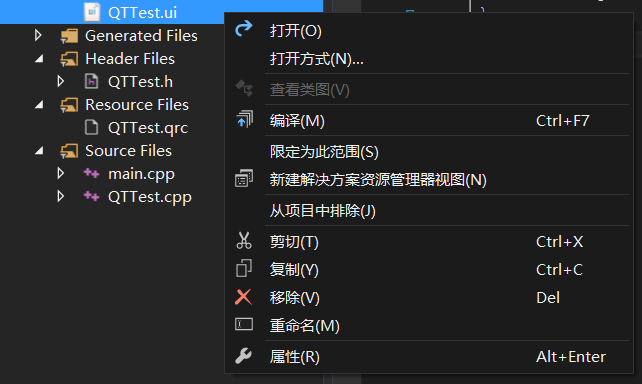 QTTest.ui
Generated Files
Header Files
QTTest.h
Resource Files
QTTest.qrc
Source Files
main.cpp
QTTest.cpp
打开(O)
打开方式(N)...
查看类图(V)
编译(M) Ctrl+F7
限定为此范围(S)
新建解决方案资源管理器视图(N)
从项目中排除(J)
剪切(T) Ctrl+X
复制(Y) Ctrl+C
移除(V) Del
重命名(M)
属性(R) Alt+Enter